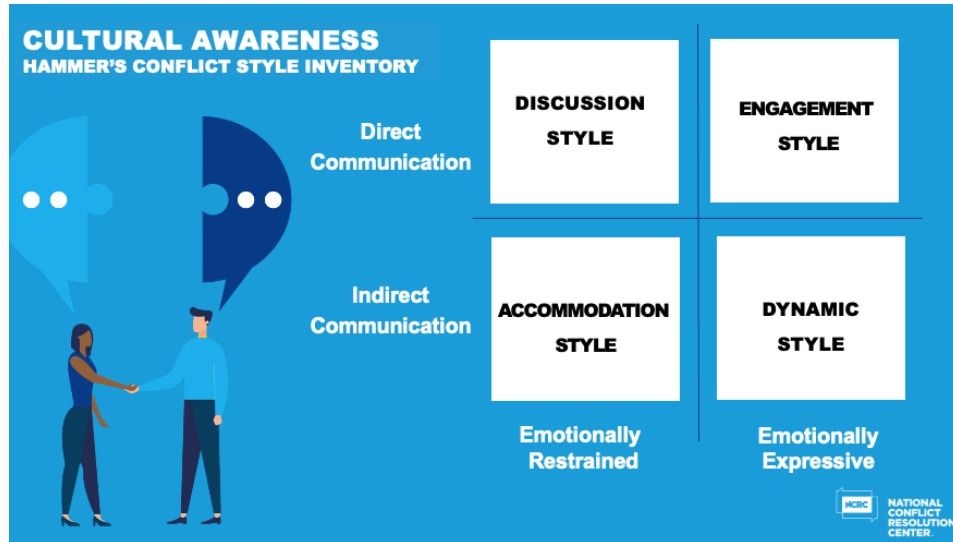 CULTURAL AWARENESS
HAMMER'S CONFLICT STYLE INVENTORY
Direct
Communication
DISCUSSION
STYLE
ENGAGEMENT
STYLE
Indirect
Communication
ACCOMMODATION
STYLE
DYNAMIC
STYLE
Emotionally
Restrained
Emotionally
Expressive
NCRC
NATIONAL
CONFLICT
RESOLUTION
CENTER.